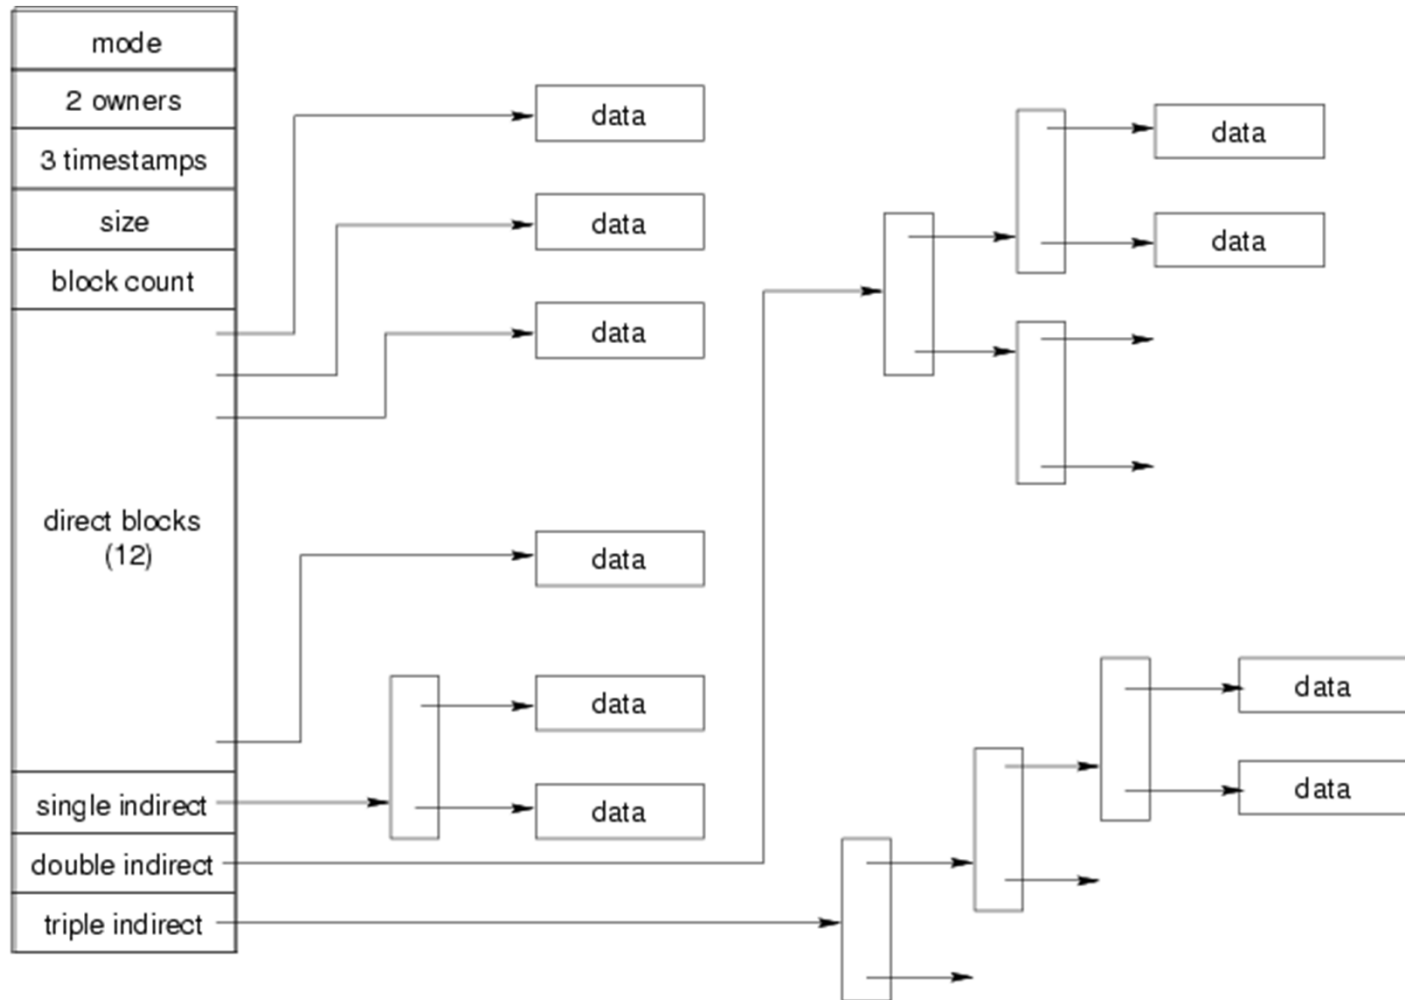 mode
2 owners
3 timestamps
size
block count
direct blocks
(12)
single indirect
double indirect
triple indirect
data
data
data
data
data
data
data
data
data
data